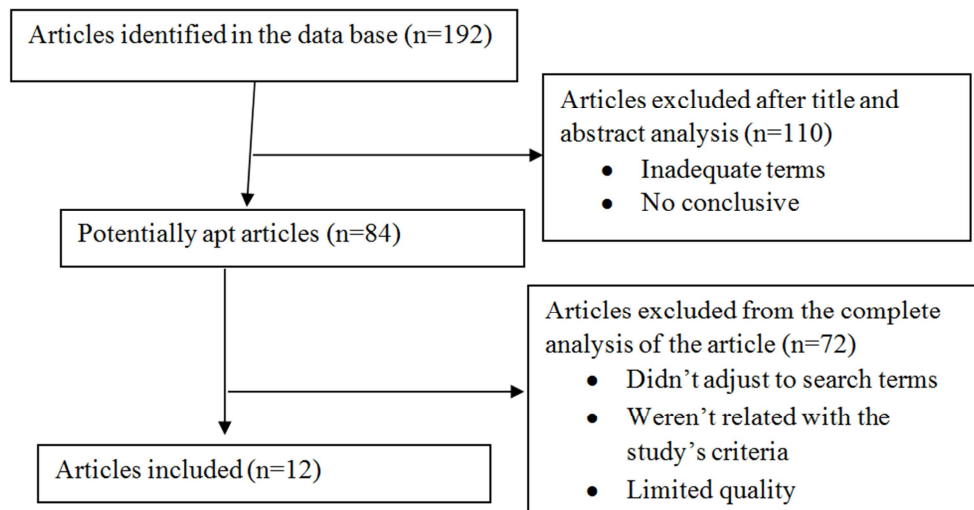 Articles identified in the data base (n=192)
Articles excluded after title and
abstract analysis (n=110)
● Inadequate terms
● No conclusive
Potentially apt articles (n=84)
Articles excluded from the complete
analysis of the article (n=72)
● Didn't adjust to search terms
● Weren't related with the
study's criteria
● Limited quality
Articles included (n=12)